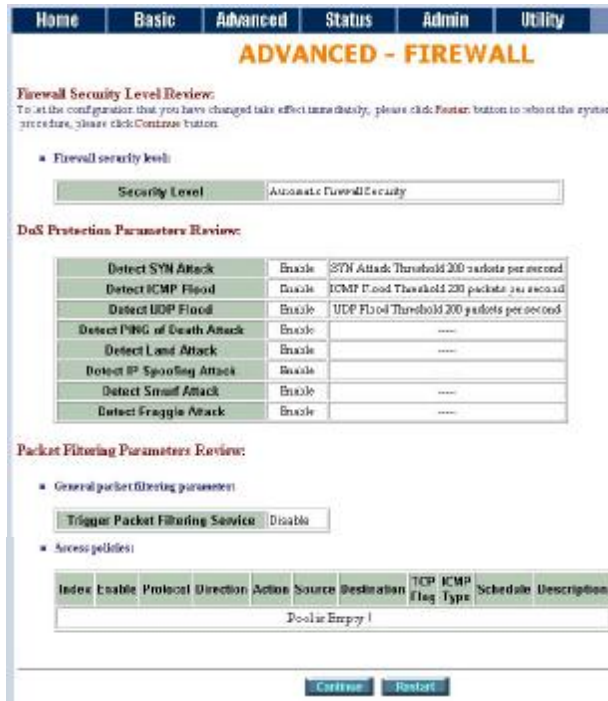 Home Basic Advanced Status Admin Utility
ADVANCED - FIREWALL
Firewall Security Level Review:
To let the configuration that you have changed take effect immediately, please click Restart button to reboot the system
procedure, please click Continue button
Firewall security level:
Security Level Automatic Firewall Security
DoS Protection Parameters Review:
Detect SYN Attack Enable SYN Attack Threshold 200 packets per second
Detect ICMP Flood Enable ICMP Flood Threshold 200 packets per second
Detect UDP Flood Enable UDP Flood Threshold 200 packets per second
Detect PING of Death Attack Enable -----
Detect Land Attack Enable -----
Detect IP Spoofing Attack Enable
Detect Smurf Attack Enable -----
Detect Fraggle Attack Enable -----
Packet Filtering Parameters Review:
General packet filtering parameter:
Trigger Packet Filtering Service Disable
Access policies:
Index Enable Protocol Direction Action Source Destination TCP Flag ICMP Type Schedule Description
Pool is Empty !
Continue Restart